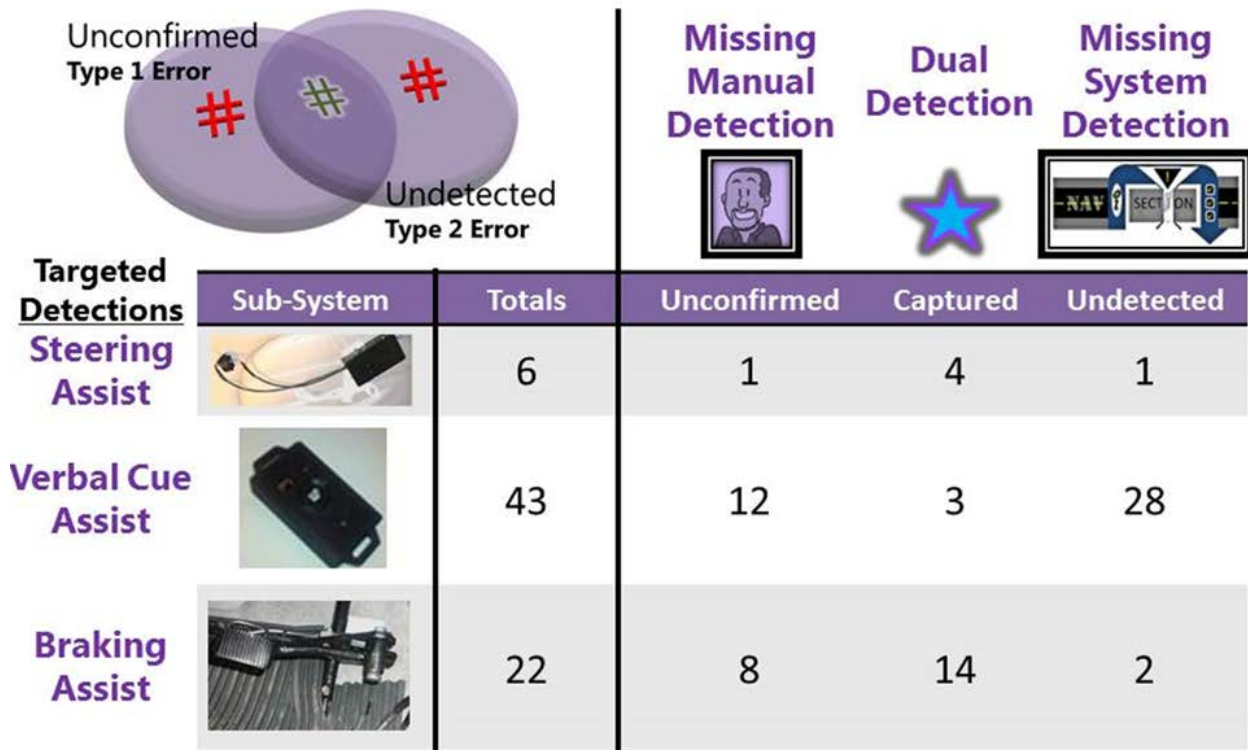 Unconfirmed
Type 1 Error
#
#
#
Undetected
Type 2 Error
Missing
Manual
Detection
Dual
Detection
Missing
System
Detection
NAV
SECTION
Targeted
Detections
Sub-System Totals Unconfirmed Captured Undetected
Steering
Assist
6 1 4 1
Verbal Cue
Assist
43 12 3 28
Braking
Assist
22 8 14 2